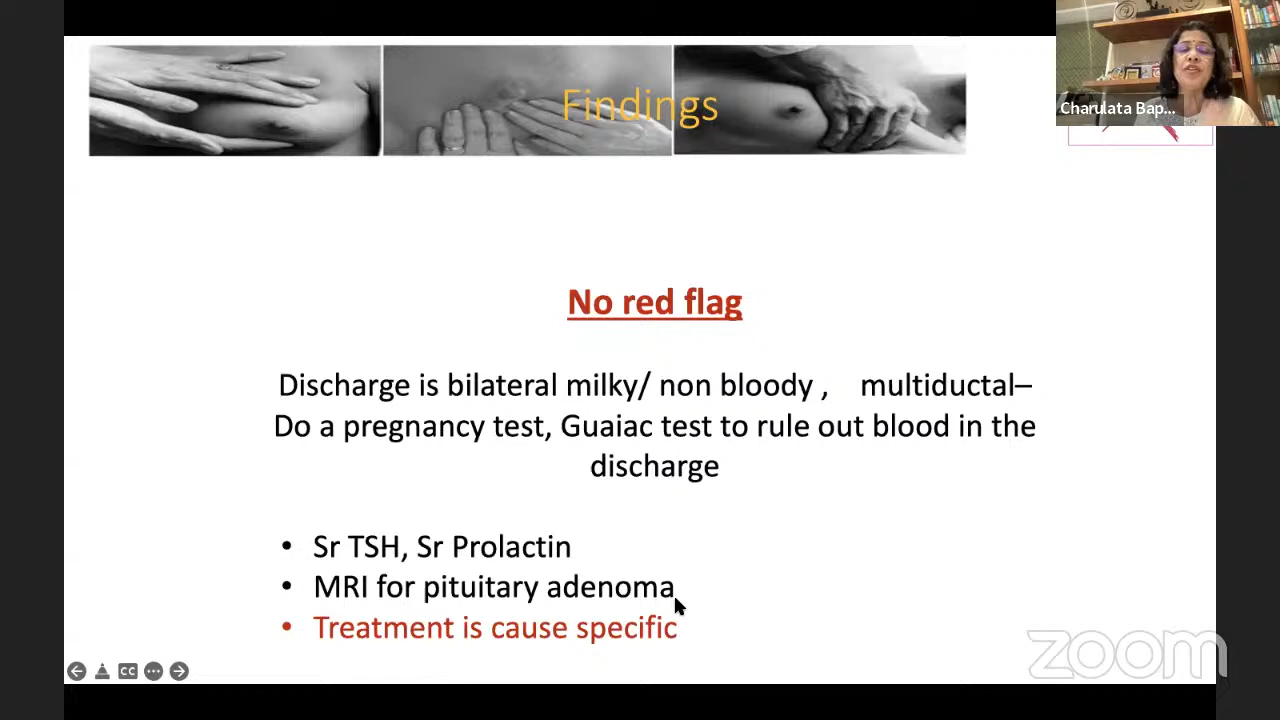 Findings
Charulata Bap...
No red flag
Discharge is bilateral milky/ non bloody , multiductal–
Do a pregnancy test, Guaiac test to rule out blood in the
discharge
• Sr TSH, Sr Prolactin
• MRI for pituitary adenoma
• Treatment is cause specific
CC
zoom